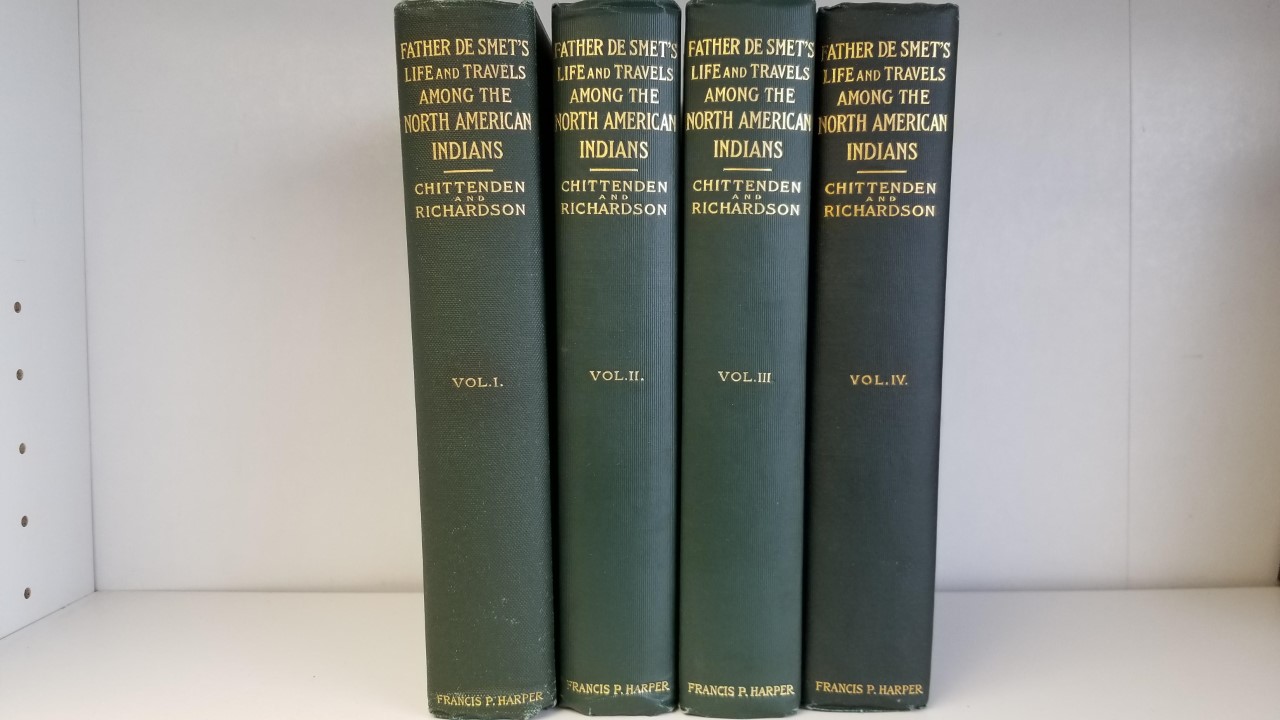 FATHER DE SMET'S
LIFE AND TRAVELS
AMONG THE
NORTH AMERICAN
INDIANS
CHITTENDEN
AND
RICHARDSON
VOL.I.
FRANCIS P. HARPER
FATHER DE SMET'S
LIFE AND TRAVELS
AMONG THE
NORTH AMERICAN
INDIANS
CHITTENDEN
AND
RICHARDSON
VOL.II.
FRANCIS P. HARPER
FATHER DE SMET'S
LIFE AND TRAVELS
AMONG THE
NORTH AMERICAN
INDIANS
CHITTENDEN
AND
RICHARDSON
VOL.III
FRANCIS P. HARPER
FATHER DE SMET'S
LIFE AND TRAVELS
AMONG THE
NORTH AMERICAN
INDIANS
CHITTENDEN
AND
RICHARDSON
VOL.IV.
FRANCIS P. HARPER